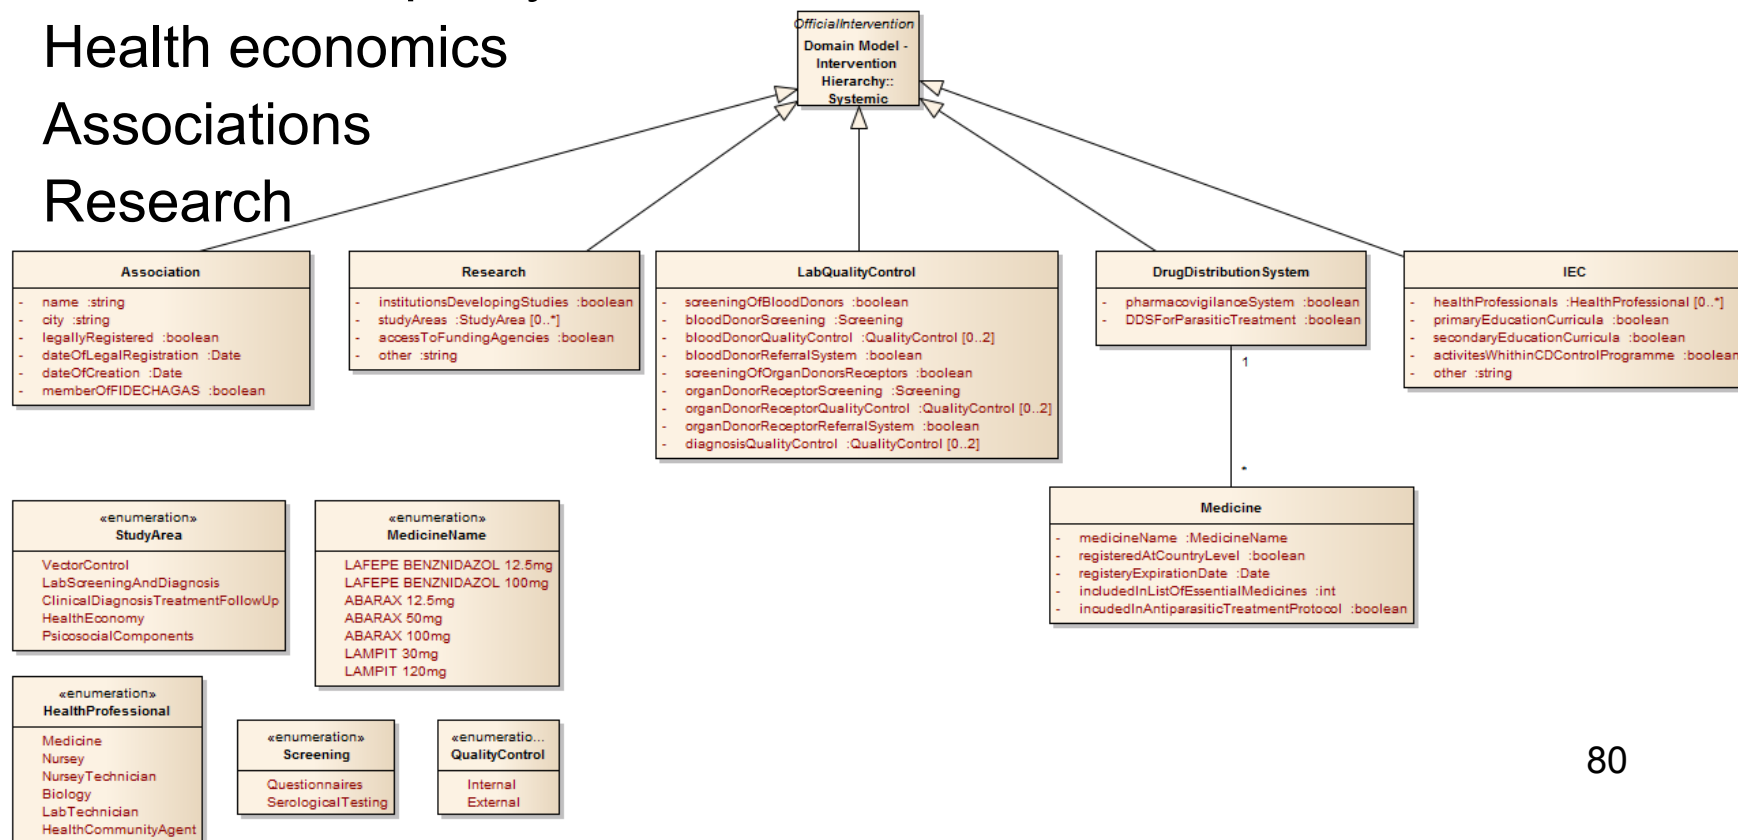 Health economics
Associations
Research
OfficialIntervention
Domain Model -
Intervention
Hierarchy::
Systemic
Association
- name :string
- city :string
- legallyRegistered :boolean
- dateOfLegalRegistration :Date
- dateOfCreation :Date
- memberOfFIDECHAGAS :boolean
Research
- institutionsDevelopingStudies :boolean
- studyAreas :StudyArea [0..*]
- accessToFundingAgencies :boolean
- other :string
LabQualityControl
- screeningOfBloodDonors :boolean
- bloodDonorScreening :Screening
- bloodDonorQualityControl :QualityControl [0..2]
- bloodDonorReferralSystem :boolean
- screeningOfOrganDonorsReceptors :boolean
- organDonorReceptorScreening :Screening
- organDonorReceptorQualityControl :QualityControl [0..2]
- organDonorReceptorReferralSystem :boolean
- diagnosisQualityControl :QualityControl [0..2]
DrugDistributionSystem
- pharmacovigilanceSystem :boolean
- DDSForParasiticTreatment :boolean
IEC
- healthProfessionals :HealthProfessional [0..*]
- primaryEducationCurricula :boolean
- secondaryEducationCurricula :boolean
- activitesWhithinCDControlProgramme :boolean
- other :string
1
*
Medicine
- medicineName :MedicineName
- registeredAtCountryLevel :boolean
- registeryExpirationDate :Date
- includedInListOfEssentialMedicines :int
- incudedInAntiparasiticTreatmentProtocol :boolean
«enumeration»
StudyArea
VectorControl
LabScreeningAndDiagnosis
ClinicalDiagnosisTreatmentFollowUp
HealthEconomy
PsicosocialComponents
«enumeration»
MedicineName
LAFEPE BENZNIDAZOL 12.5mg
LAFEPE BENZNIDAZOL 100mg
ABARAX 12.5mg
ABARAX 50mg
ABARAX 100mg
LAMPIT 30mg
LAMPIT 120mg
«enumeration»
HealthProfessional
Medicine
Nursey
NurseyTechnician
Biology
LabTechnician
HealthCommunityAgent
«enumeration»
Screening
Questionnaires
SerologicalTesting
«enumeratio...
QualityControl
Internal
External
80